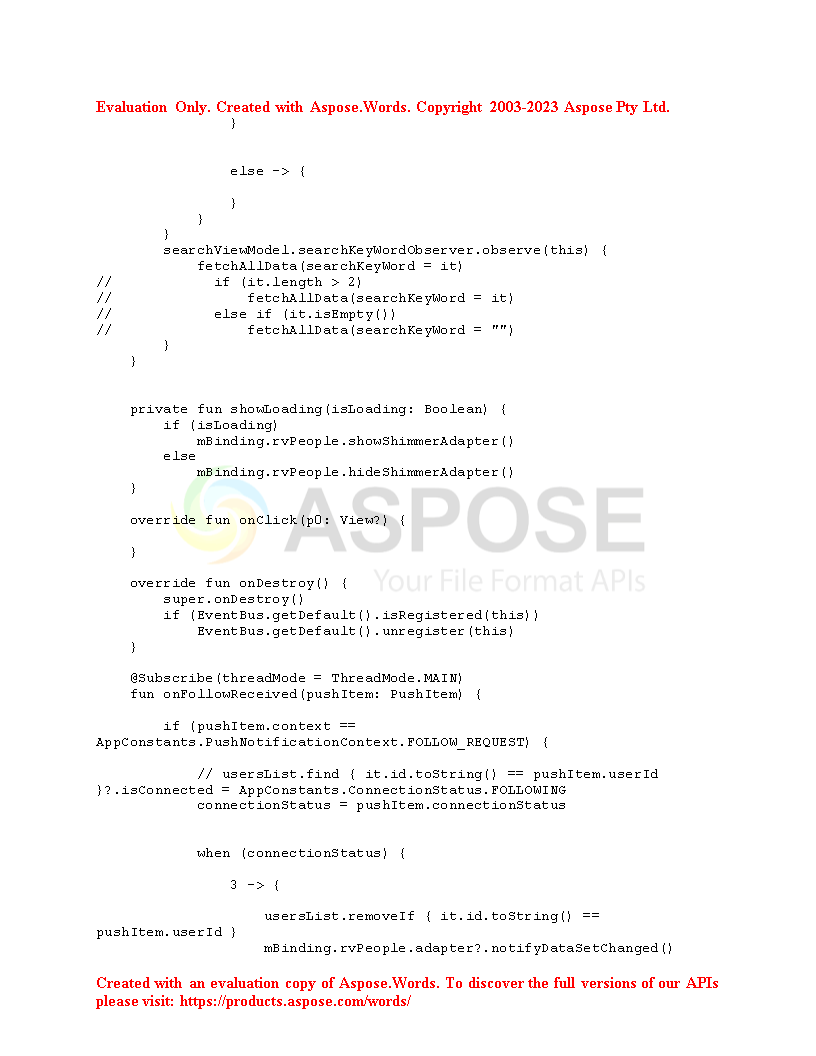 Evaluation Only. Created with Aspose.Words. Copyright 2003-2023 Aspose Pty Ltd.
                }


                else -> {

                }
            }
        }
        searchViewModel.searchKeyWordObserver.observe(this) {
            fetchAllData(searchKeyWord = it)
//            if (it.length > 2)
//                fetchAllData(searchKeyWord = it)
//            else if (it.isEmpty())
//                fetchAllData(searchKeyWord = "")
        }
    }


    private fun showLoading(isLoading: Boolean) {
        if (isLoading)
            mBinding.rvPeople.showShimmerAdapter()
        else
            mBinding.rvPeople.hideShimmerAdapter()
    }

    override fun onClick(p0: View?) {

    }

    override fun onDestroy() {
        super.onDestroy()
        if (EventBus.getDefault().isRegistered(this))
            EventBus.getDefault().unregister(this)
    }

    @Subscribe(threadMode = ThreadMode.MAIN)
    fun onFollowReceived(pushItem: PushItem) {

        if (pushItem.context ==
AppConstants.PushNotificationContext.FOLLOW_REQUEST) {

            // usersList.find { it.id.toString() == pushItem.userId
}?.isConnected = AppConstants.ConnectionStatus.FOLLOWING
            connectionStatus = pushItem.connectionStatus


            when (connectionStatus) {

                3 -> {

                    usersList.removeIf { it.id.toString() ==
pushItem.userId }
                    mBinding.rvPeople.adapter?.notifyDataSetChanged()
ASPOSE
Your File Format APIs
Created with an evaluation copy of Aspose.Words. To discover the full versions of our APIs
please visit: https://products.aspose.com/words/